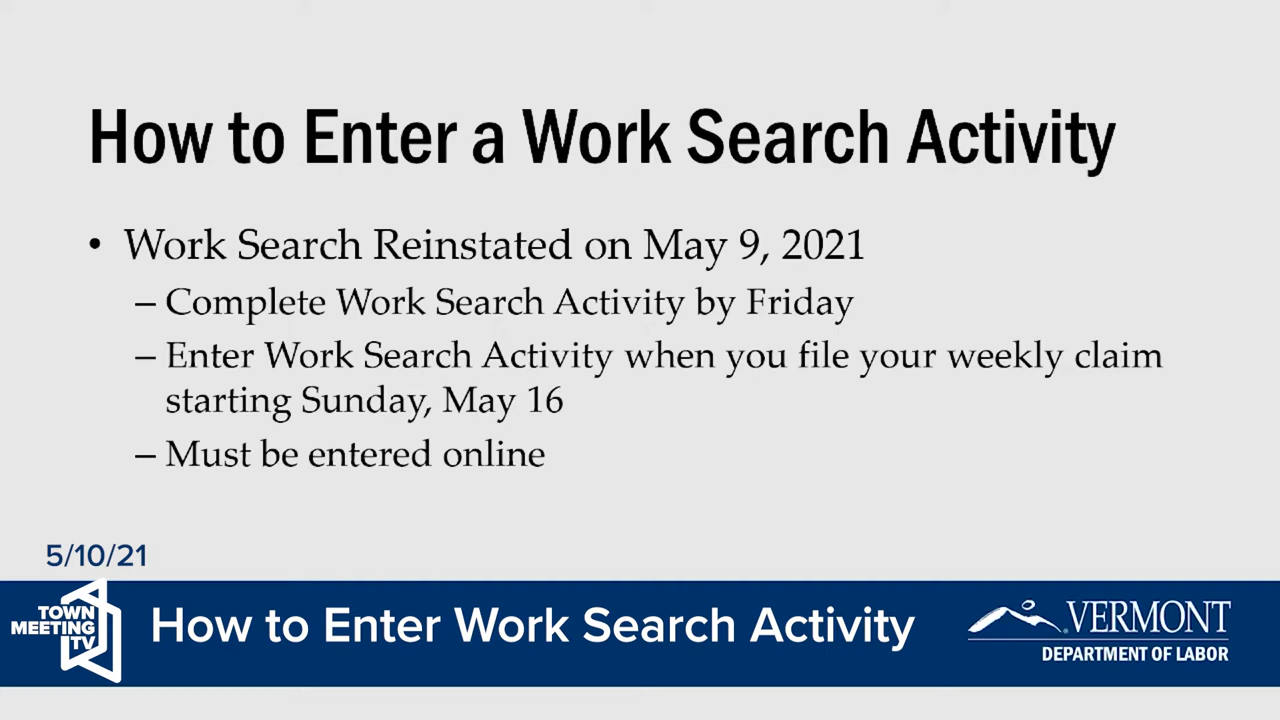 How to Enter a Work Search Activity
• Work Search Reinstated on May 9, 2021
– Complete Work Search Activity by Friday
– Enter Work Search Activity when you file your weekly claim
starting Sunday, May 16
– Must be entered online
5/10/21
TOWN
MEETING
TV
How to Enter Work Search Activity
VERMONT
DEPARTMENT OF LABOR